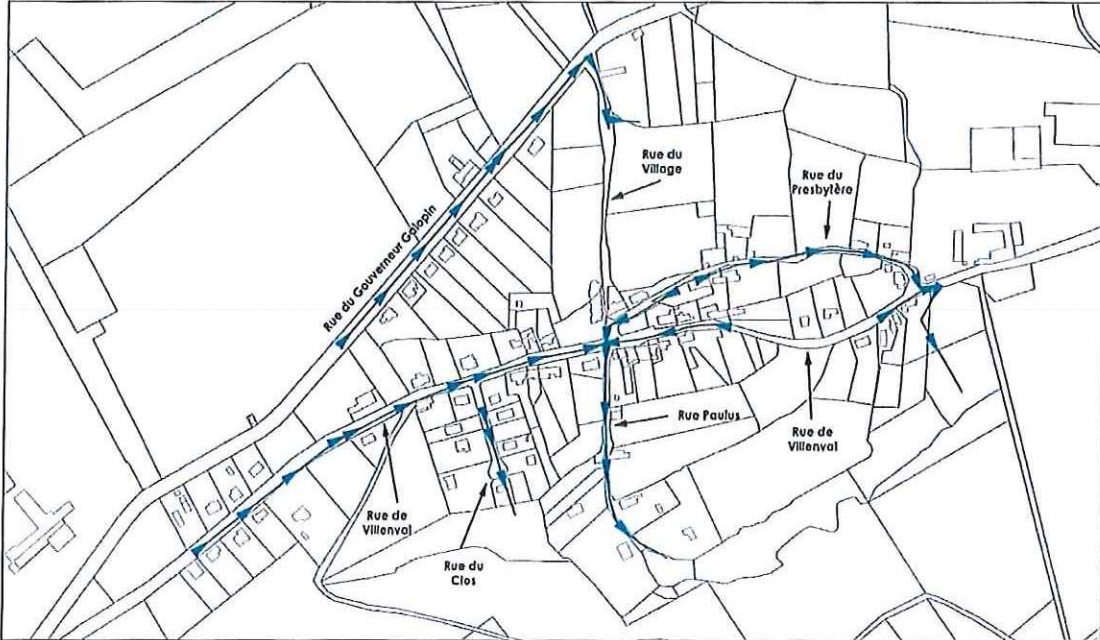 Rue du
Village
Rue du
Presbytère
Rue du Gouverneur Galopin
Rue Paulus
Rue de
Villenval
Rue de
Villenval
Rue du
Clos